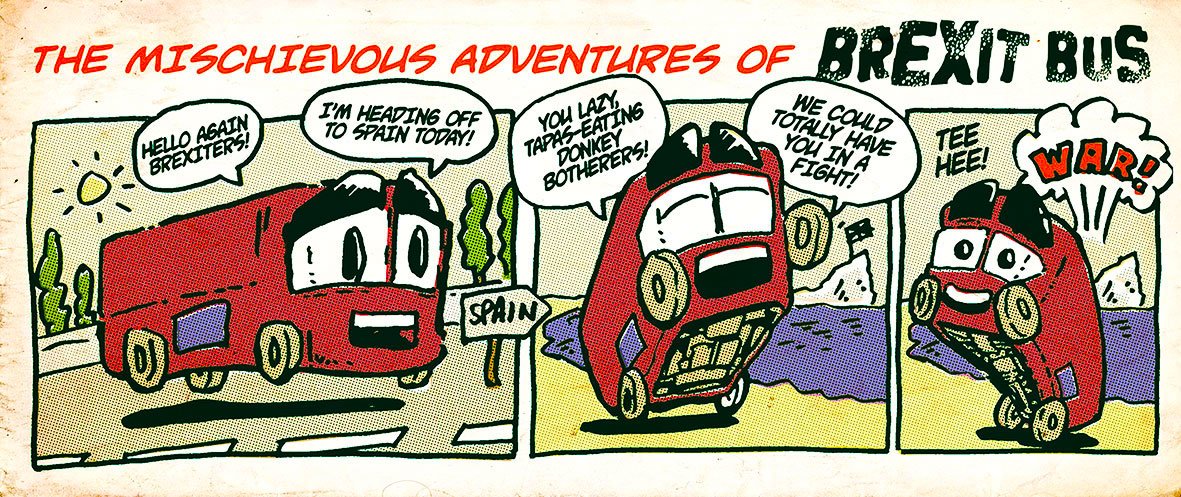 THE MISCHIEVOUS ADVENTURES OF BREXIT BUS
HELLO AGAIN
BREXITERS!
I'M HEADING OFF
TO SPAIN TODAY!
SPAIN
YOU LAZY,
TAPAS-EATING
DONKEY
BOTHERERS!
WE COULD
TOTALLY HAVE
YOU IN A
FIGHT!
TEE
HEE!
WAR!